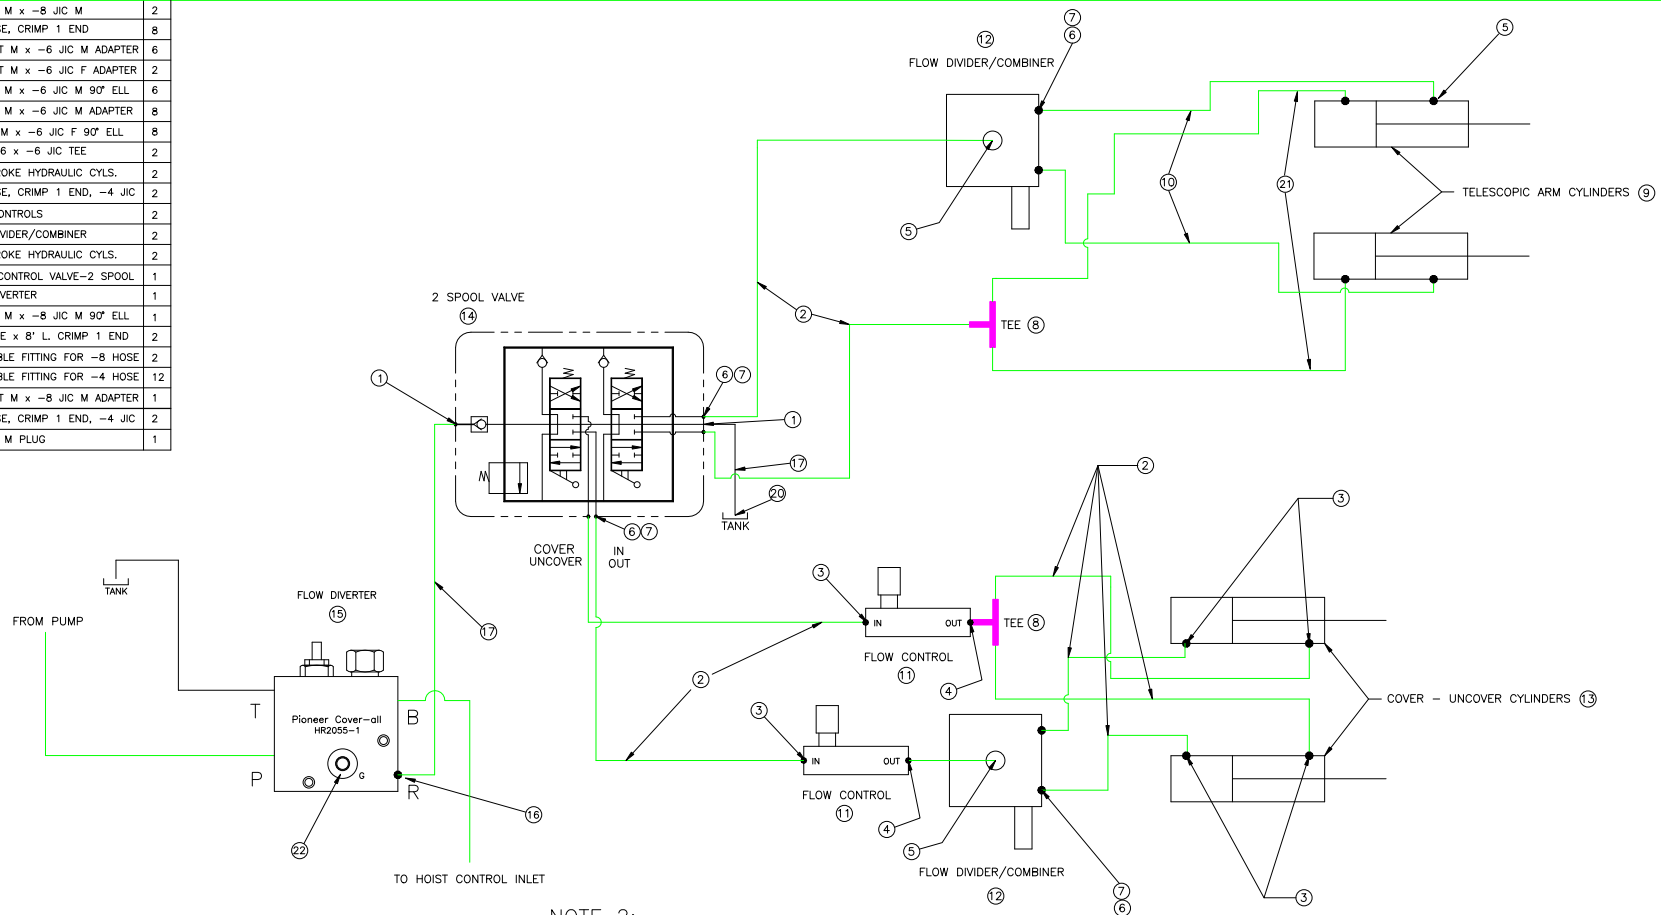 M x -8 JIC M 2
SE, CRIMP 1 END 8
T M x -6 JIC M ADAPTER 6
T M x -6 JIC F ADAPTER 2
M x -6 JIC M 90° ELL 6
M x -6 JIC M ADAPTER 8
M x -6 JIC F 90° ELL 8
6 x -6 JIC TEE 2
OKE HYDRAULIC CYLS. 2
SE, CRIMP 1 END, -4 JIC 2
ONTROLS 2
VIDER/COMBINER 2
OKE HYDRAULIC CYLS. 2
CONTROL VALVE-2 SPOOL 1
VERTER 1
M x -8 JIC M 90° ELL 1
E x 8' L. CRIMP 1 END 2
BLE FITTING FOR -8 HOSE 2
BLE FITTING FOR -4 HOSE 12
T M x -8 JIC M ADAPTER 1
SE, CRIMP 1 END, -4 JIC 2
M PLUG 1
7
6
12
FLOW DIVIDER/COMBINER
5
5
10
21
TELESCOPIC ARM CYLINDERS 9
2
TEE 8
2 SPOOL VALVE
14
1
6 7
1
17
20
TANK
6 7
COVER
UNCOVER
IN
OUT
2
3
TANK
FROM PUMP
FLOW DIVERTER
15
17
T
B
P
R
Pioneer Cover-all
HR2055-1
G
16
22
TO HOIST CONTROL INLET
3
IN OUT
TEE 8
FLOW CONTROL
11
4
2
3
IN OUT
FLOW CONTROL
11
4
5
FLOW DIVIDER/COMBINER
12
7
6
COVER - UNCOVER CYLINDERS 13
3
NOTE 2: